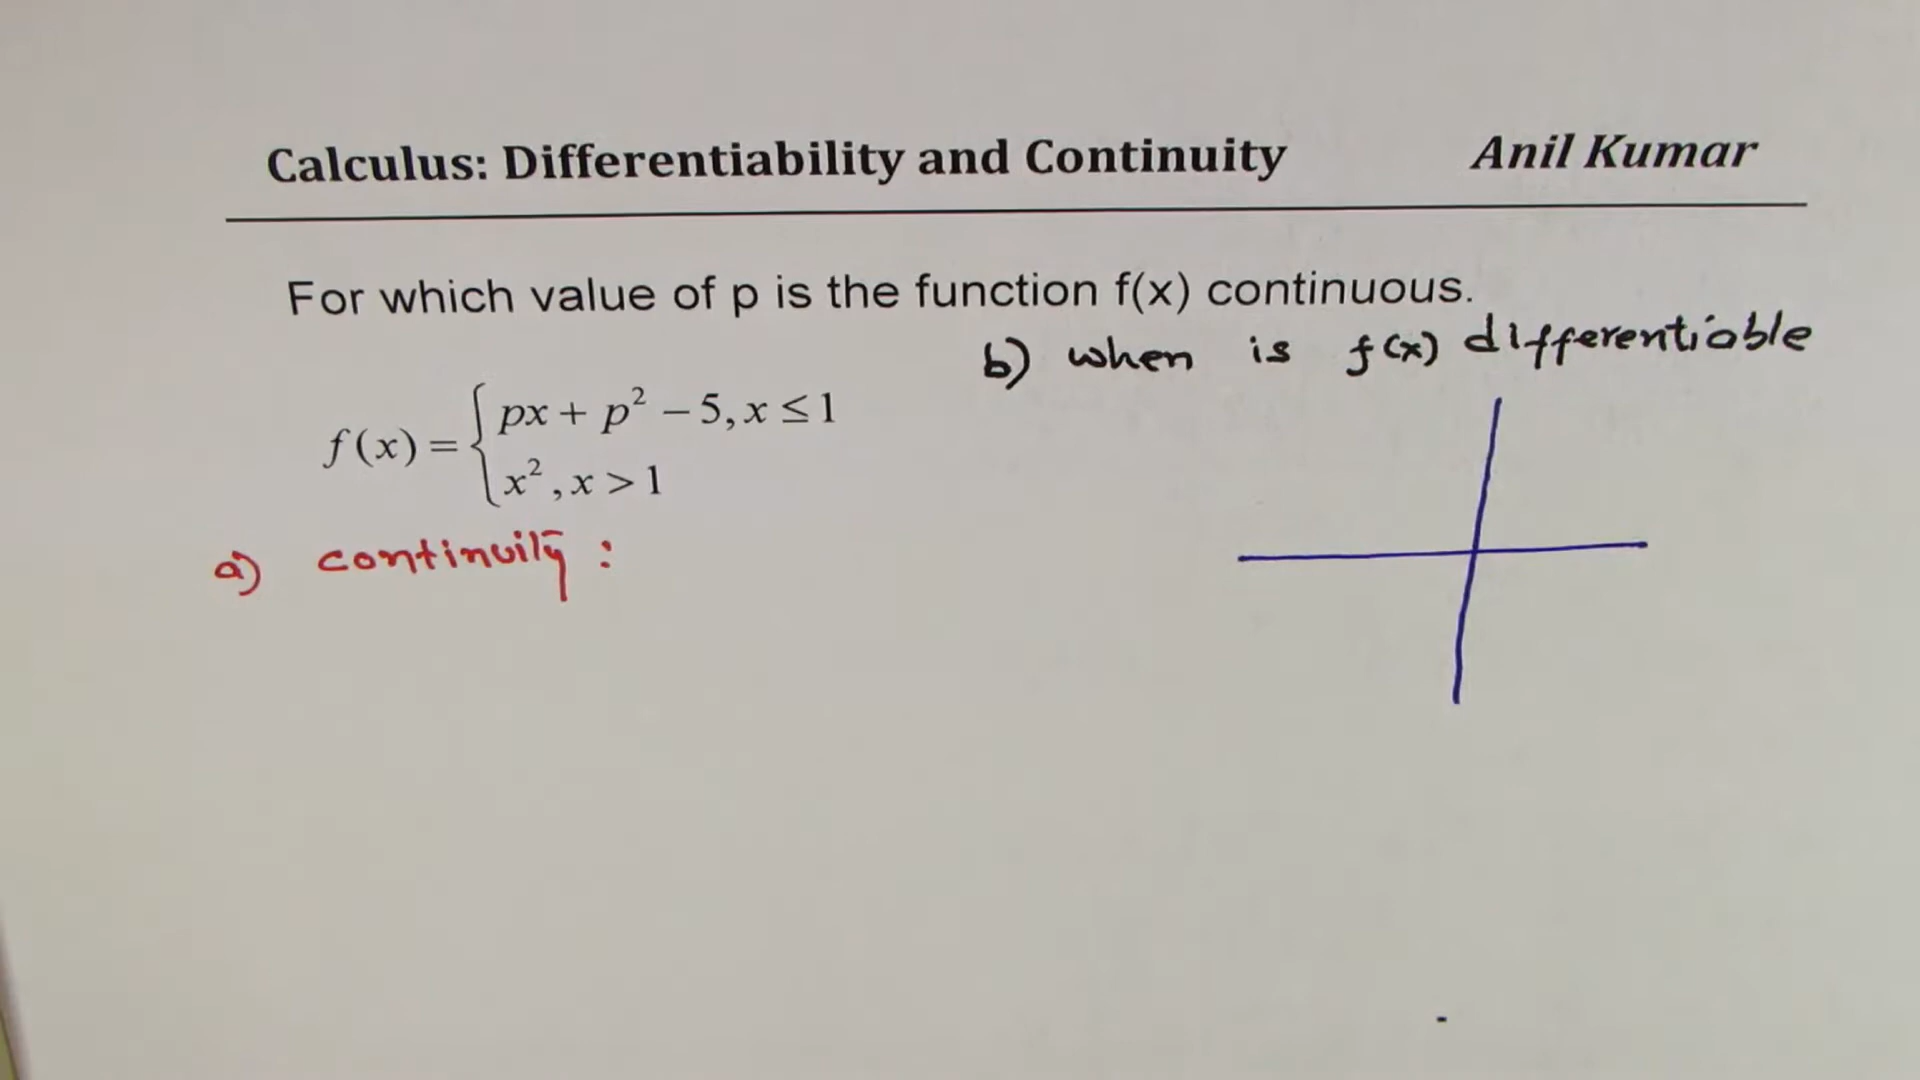 Calculus: Differentiability and Continuity Anil Kumar
For which value of p is the function f(x) continuous.
b) when is f(x) differentiable
f(x) = { px + p² – 5, x ≤ 1
x², x > 1
a) continuity :